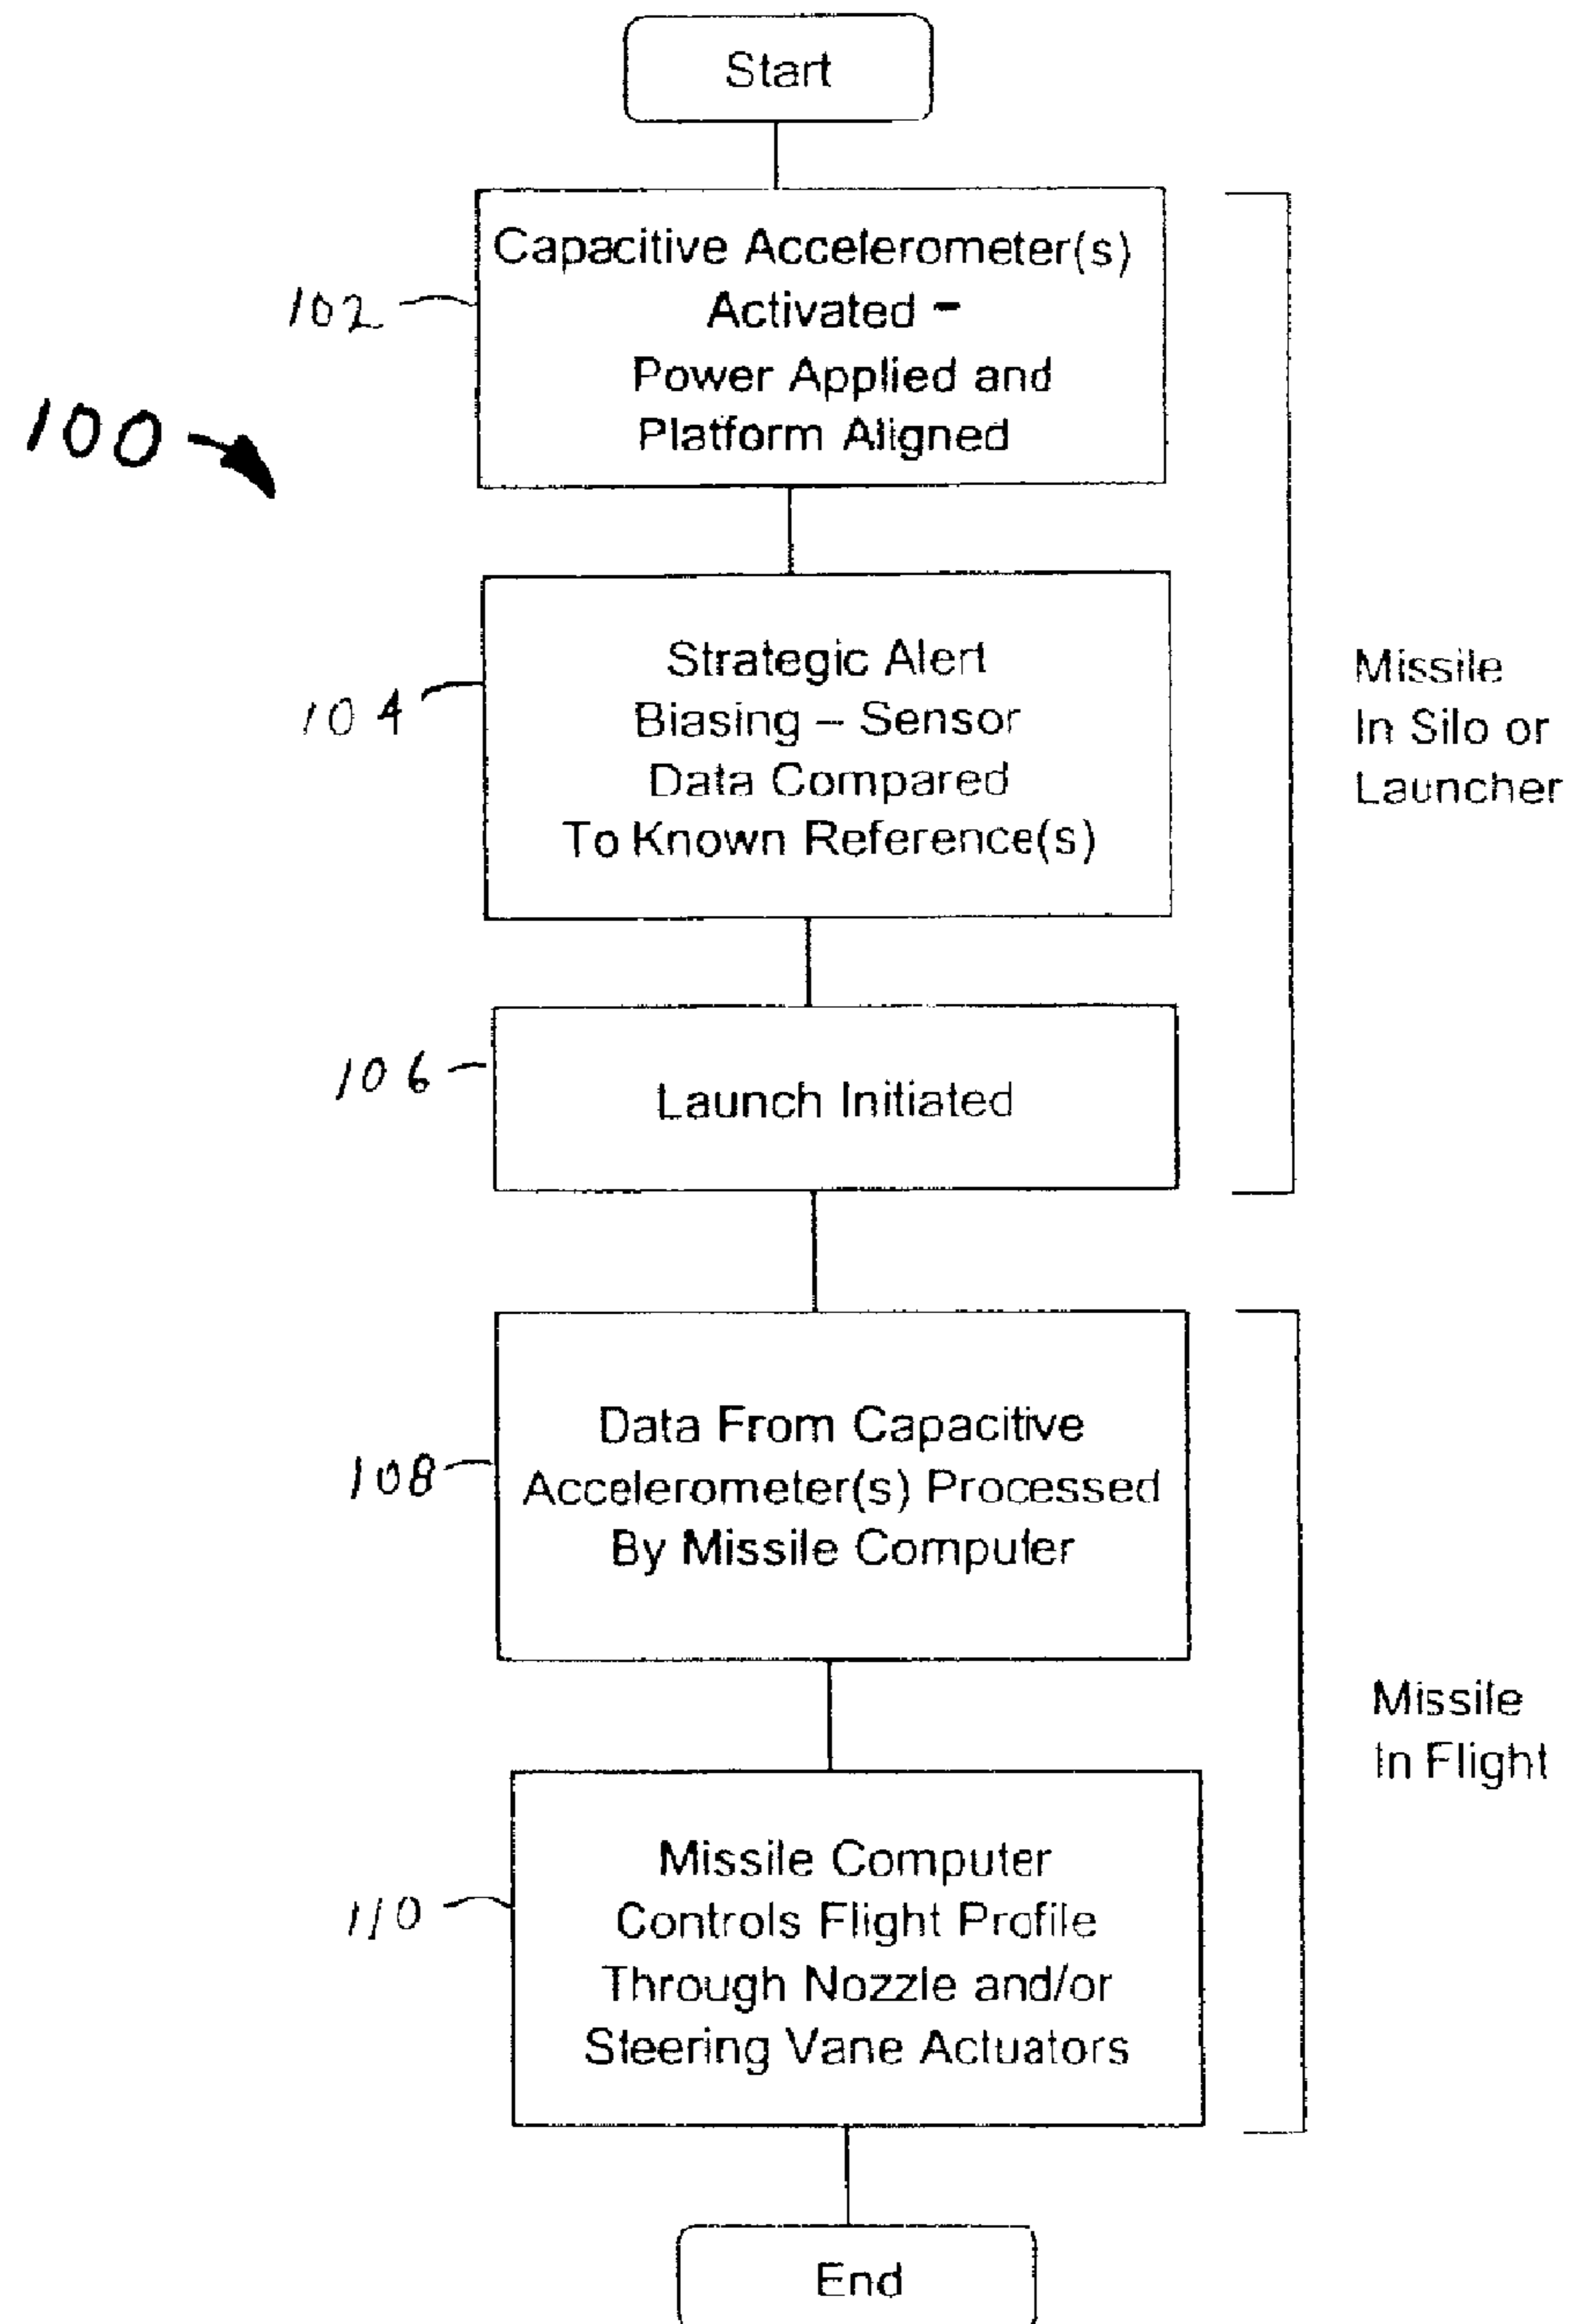 Start
Capacitive Accelerometer(s)
Activated –
Power Applied and
Platform Aligned
102
100
Strategic Alert
Biasing – Sensor
Data Compared
To Known Reference(s)
104
Missile
In Silo or
Launcher
106
Launch Initiated
Data From Capacitive
Accelerometer(s) Processed
By Missile Computer
108
Missile
In Flight
Missile Computer
Controls Flight Profile
Through Nozzle and/or
Steering Vane Actuators
110
End